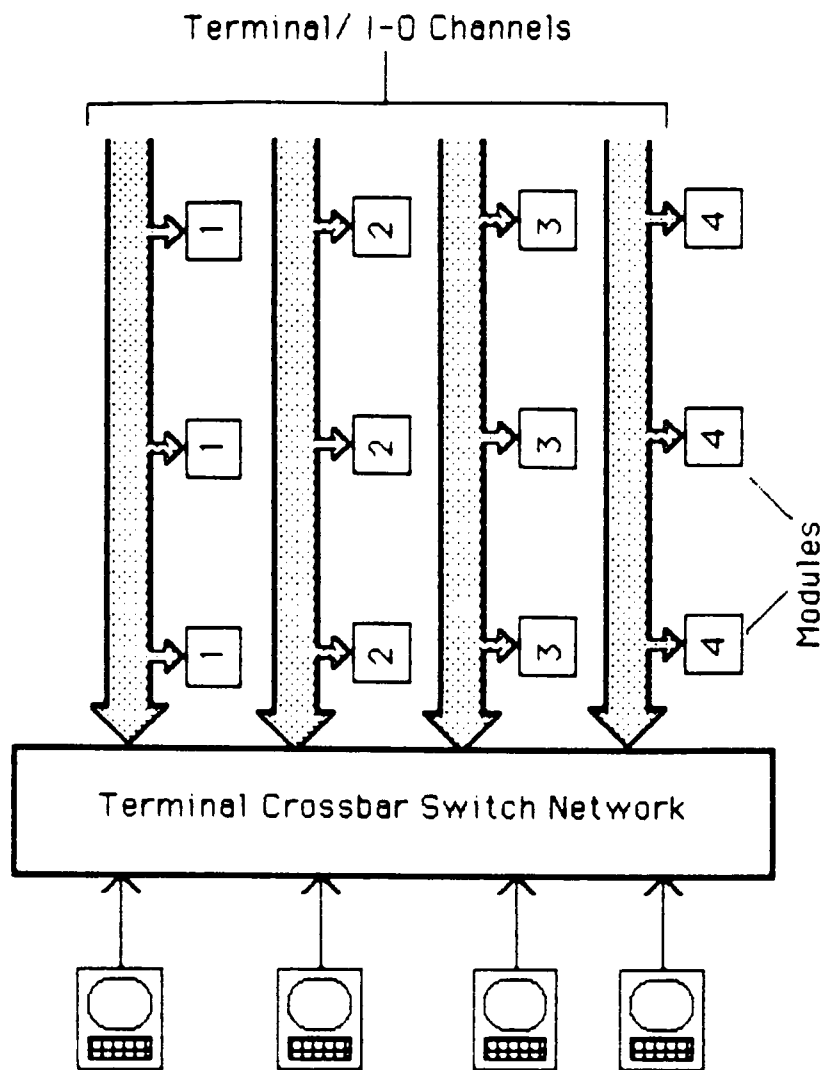 Terminal/ I-O Channels
1 2 3 4
1 2 3 4
1 2 3 4
Modules
Terminal Crossbar Switch Network